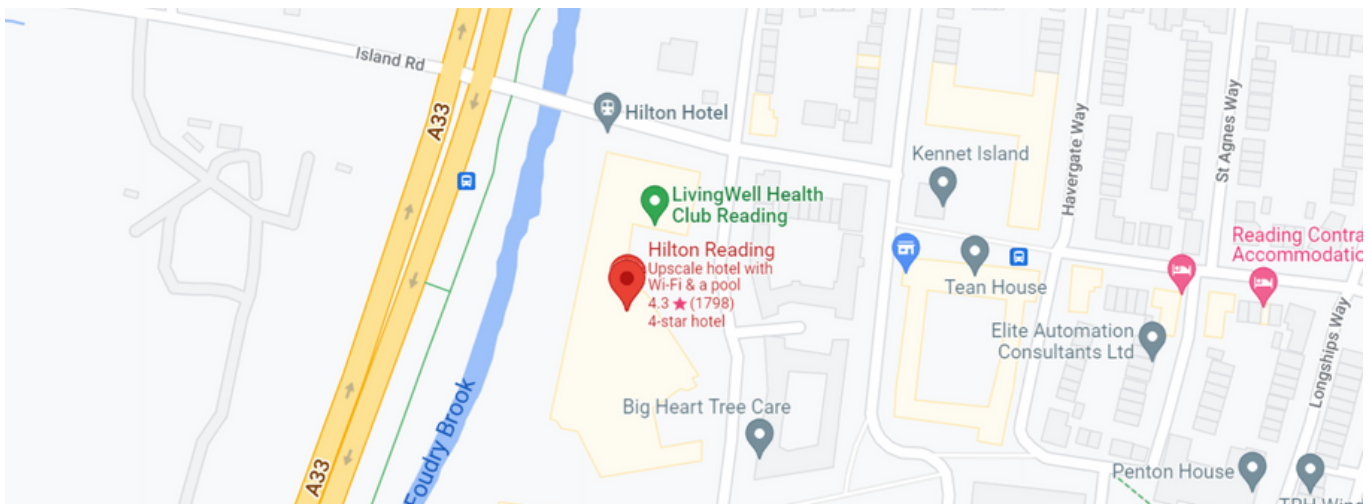 Island Rd
A33
Hilton Hotel
Havergate Way
St Agnes Way
Kennet Island
LivingWell Health
Club Reading
Hilton Reading
Upscale hotel with
Wi-Fi & a pool
4.3 ★ (1798)
4-star hotel
Tean House
Reading Contra
Accommodatio
Elite Automation
Consultants Ltd
Longships Way
Big Heart Tree Care
Foudry Brook
A33
Penton House